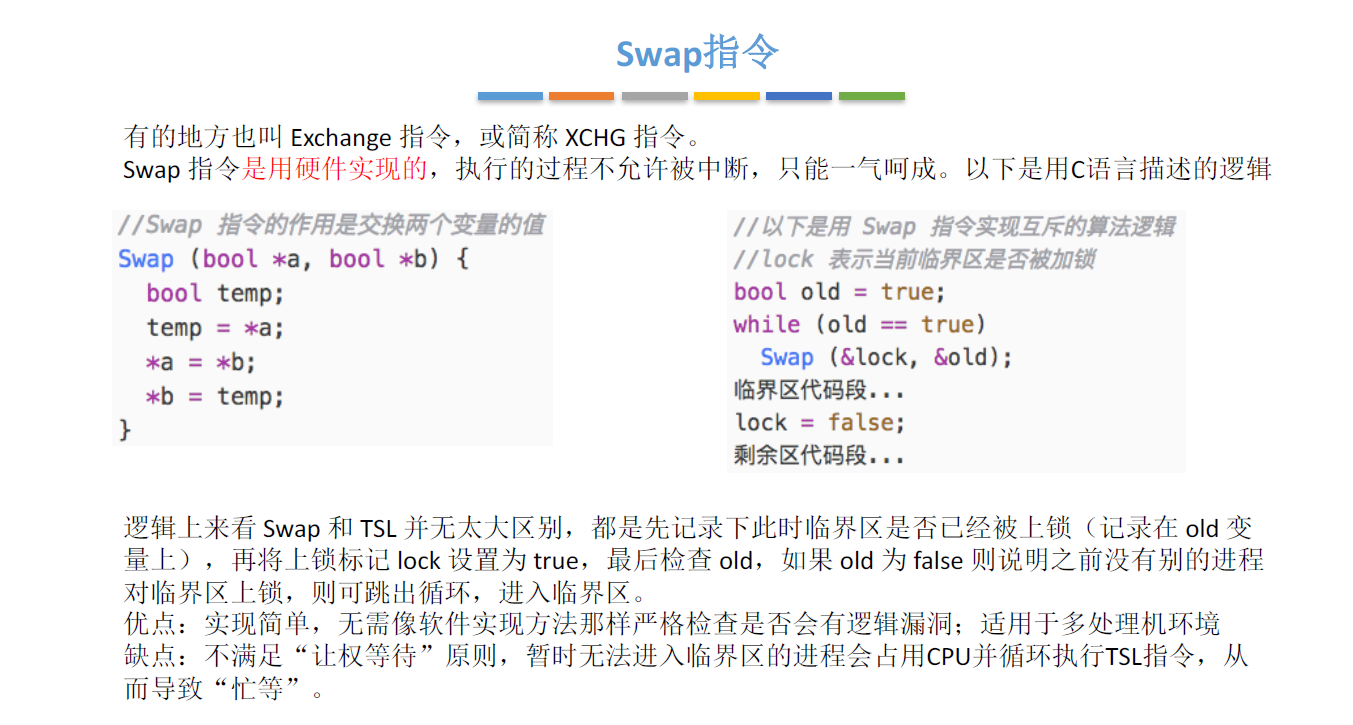 Swap指令
有的地方也叫 Exchange 指令，或简称 XCHG 指令。
Swap 指令是用硬件实现的，执行的过程不允许被中断，只能一气呵成。以下是用C语言描述的逻辑
//Swap 指令的作用是交换两个变量的值
Swap (bool *a, bool *b) {
  bool temp;
  temp = *a;
  *a = *b;
  *b = temp;
}
//以下是用 Swap 指令实现互斥的算法逻辑
//lock 表示当前临界区是否被加锁
bool old = true;
while (old == true)
  Swap (&lock, &old);
临界区代码段...
lock = false;
剩余区代码段...
逻辑上来看 Swap 和 TSL 并无太大区别，都是先记录下此时临界区是否已经被上锁（记录在 old 变
量上），再将上锁标记 lock 设置为 true，最后检查 old，如果 old 为 false 则说明之前没有别的进程
对临界区上锁，则可跳出循环，进入临界区。
优点：实现简单，无需像软件实现方法那样严格检查是否会有逻辑漏洞；适用于多处理机环境
缺点：不满足“让权等待”原则，暂时无法进入临界区的进程会占用CPU并循环执行TSL指令，从
而导致“忙等”。